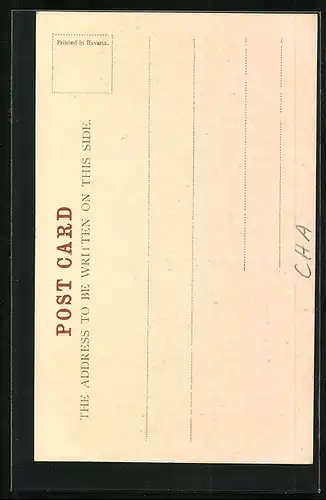 Printed in Bavaria.
POST CARD
THE ADDRESS TO BE WRITTEN ON THIS SIDE.
CHA